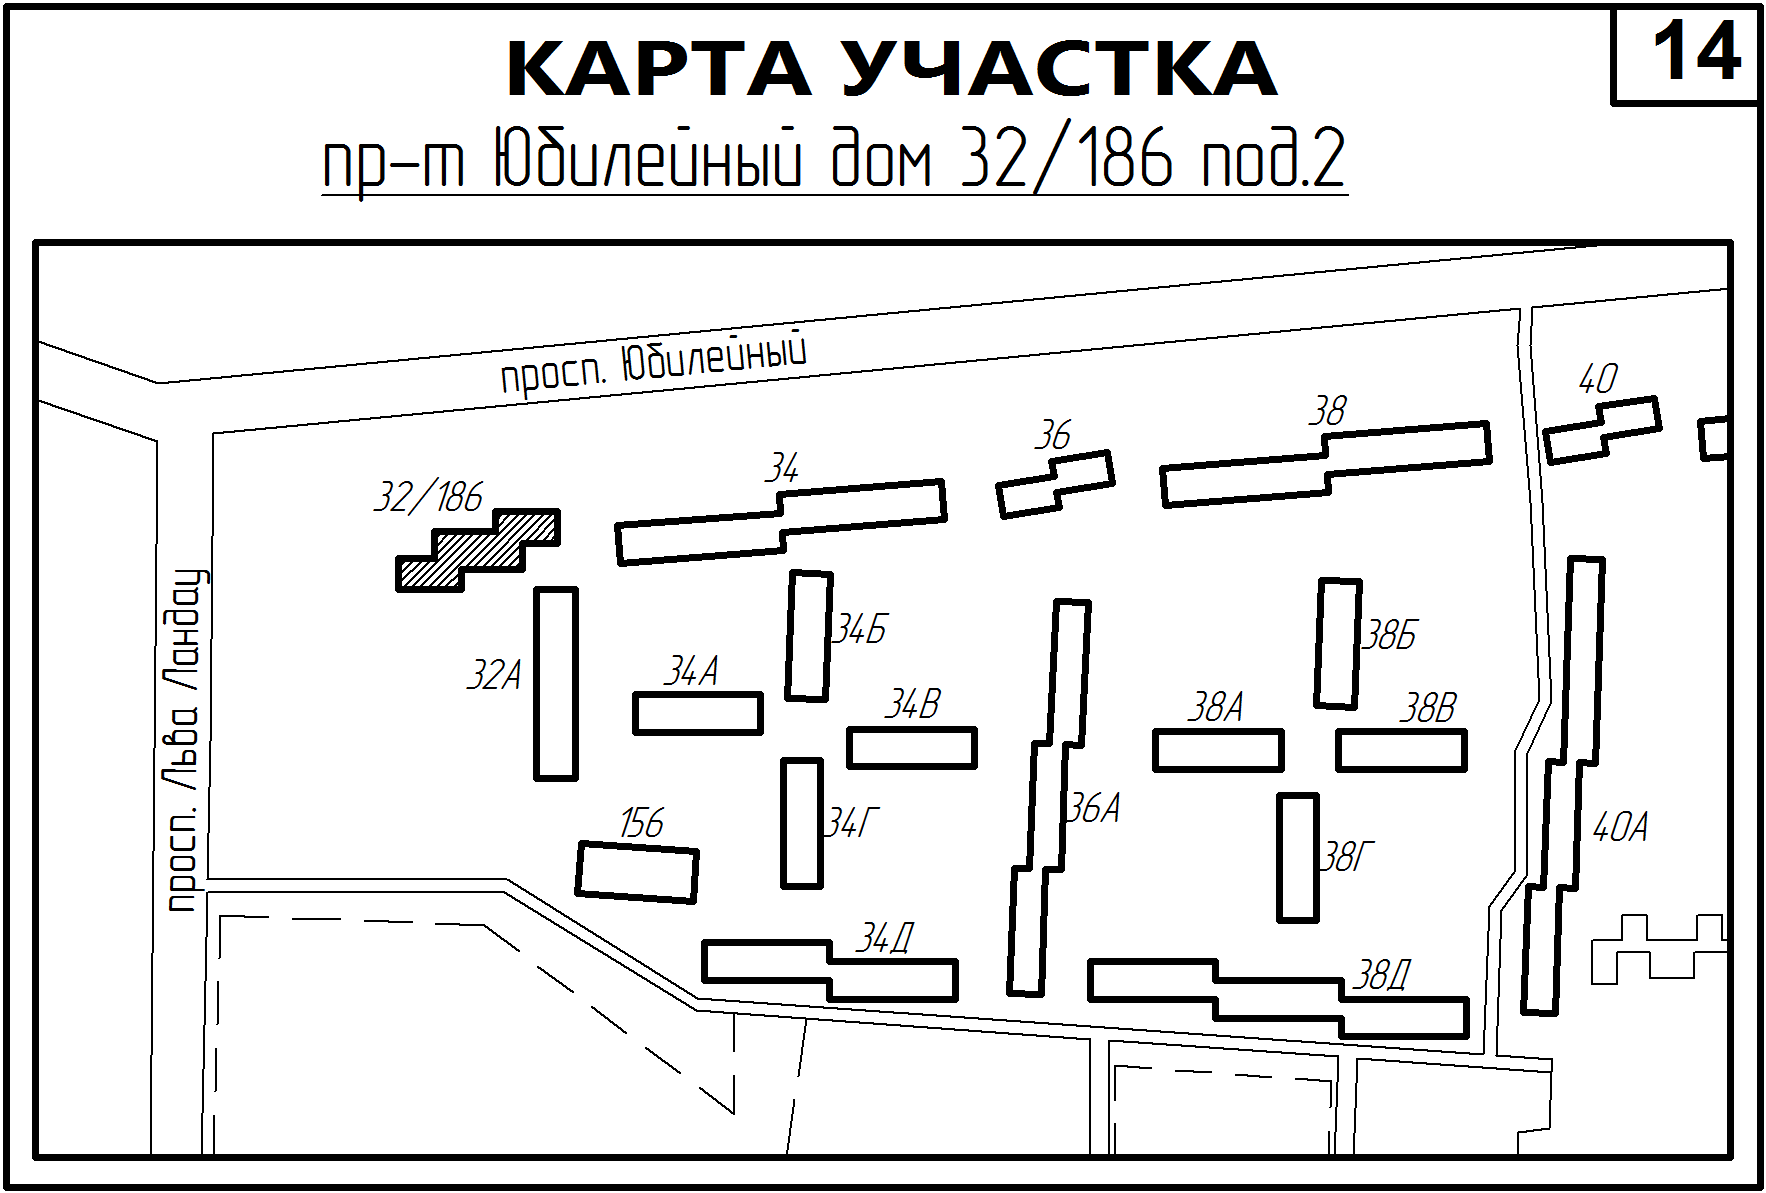 14
КАРТА УЧАСТКА
пр-т Юбилейный дом 32/186 под.2
просп. Юбилейный
40
38
36
34
32/186
34Б
38Б
32А
34А
34В
38А
38В
156
34Г
36А
40А
38Г
34Д
38Д
просп. Льва Ландау